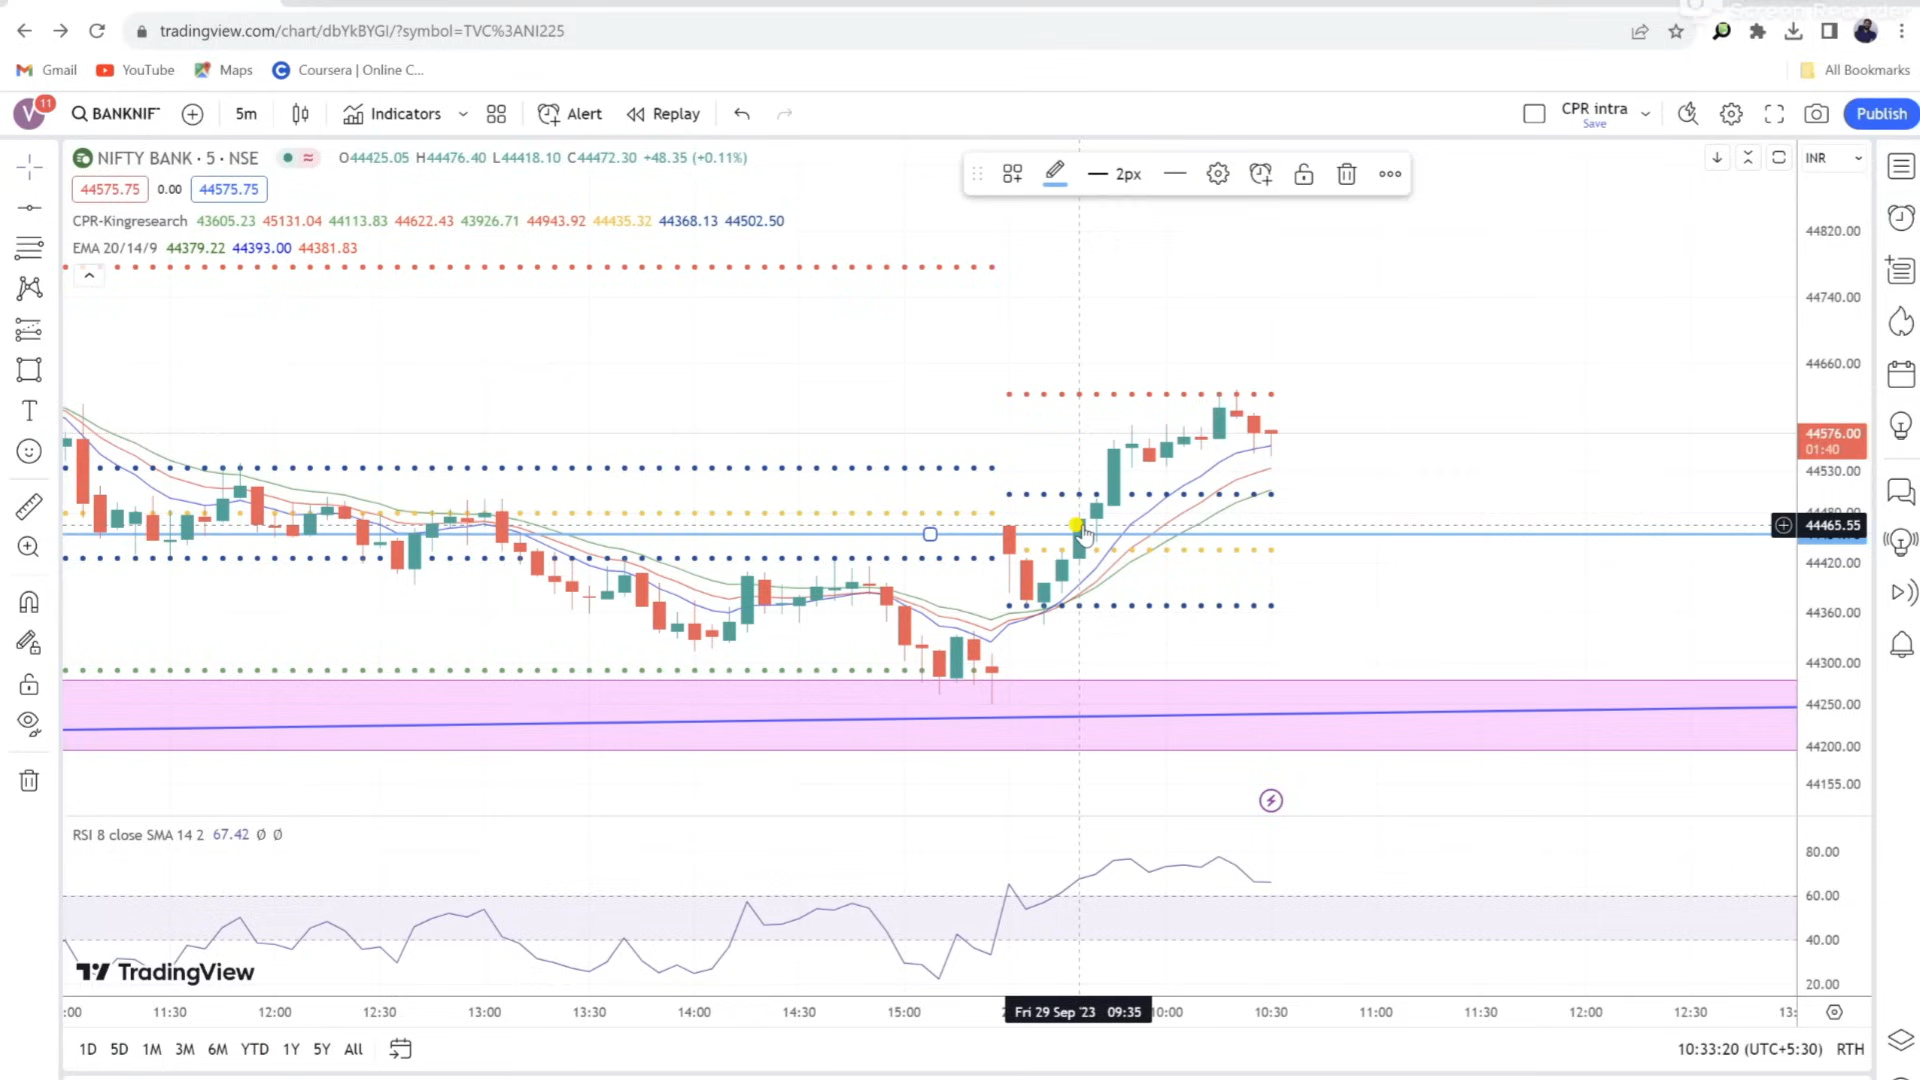 tradingview.com/chart/dbYkBYGI/?symbol=TVC%3ANI225
Gmail YouTube Maps Coursera | Online C... All Bookmarks
V 11 BANKNIF 5m Indicators Alert Replay CPR intra Save Publish
NIFTY BANK · 5 · NSE O44425.05 H44476.40 L44418.10 C44472.30 +48.35 (+0.11%) INR
44575.75 0.00 44575.75 2px
CPR-Kingresearch 43605.23 45131.04 44113.83 44622.43 43926.71 44943.92 44435.32 44368.13 44502.50
EMA 20/14/9 44379.22 44393.00 44381.83
44820.00
44740.00
44660.00
44576.00
01:40
44530.00
44465.55
44420.00
44360.00
44300.00
44250.00
44200.00
44155.00
RSI 8 close SMA 14 2 67.42 Ø Ø
80.00
60.00
40.00
20.00
TradingView
:00 11:30 12:00 12:30 13:00 13:30 14:00 14:30 15:00 Fri 29 Sep '23 09:35 10:30 11:00 11:30 12:00 12:30
1D 5D 1M 3M 6M YTD 1Y 5Y All 10:33:20 (UTC+5:30) RTH